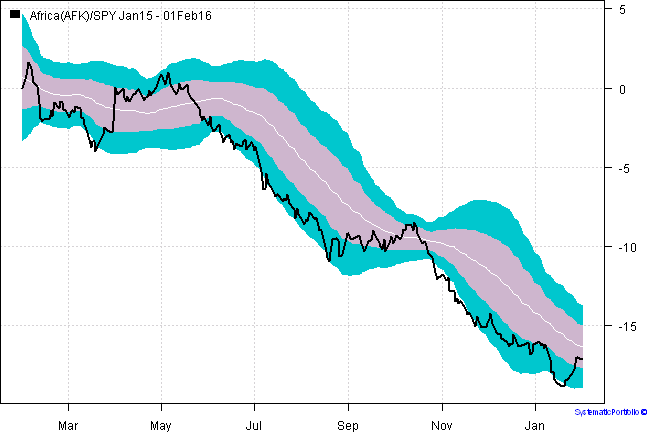 Africa(AFK)/SPY Jan15 - 01Feb16
5
0
-5
-10
-15
Mar May Jul Sep Nov Jan
SystematicPortfolio ©